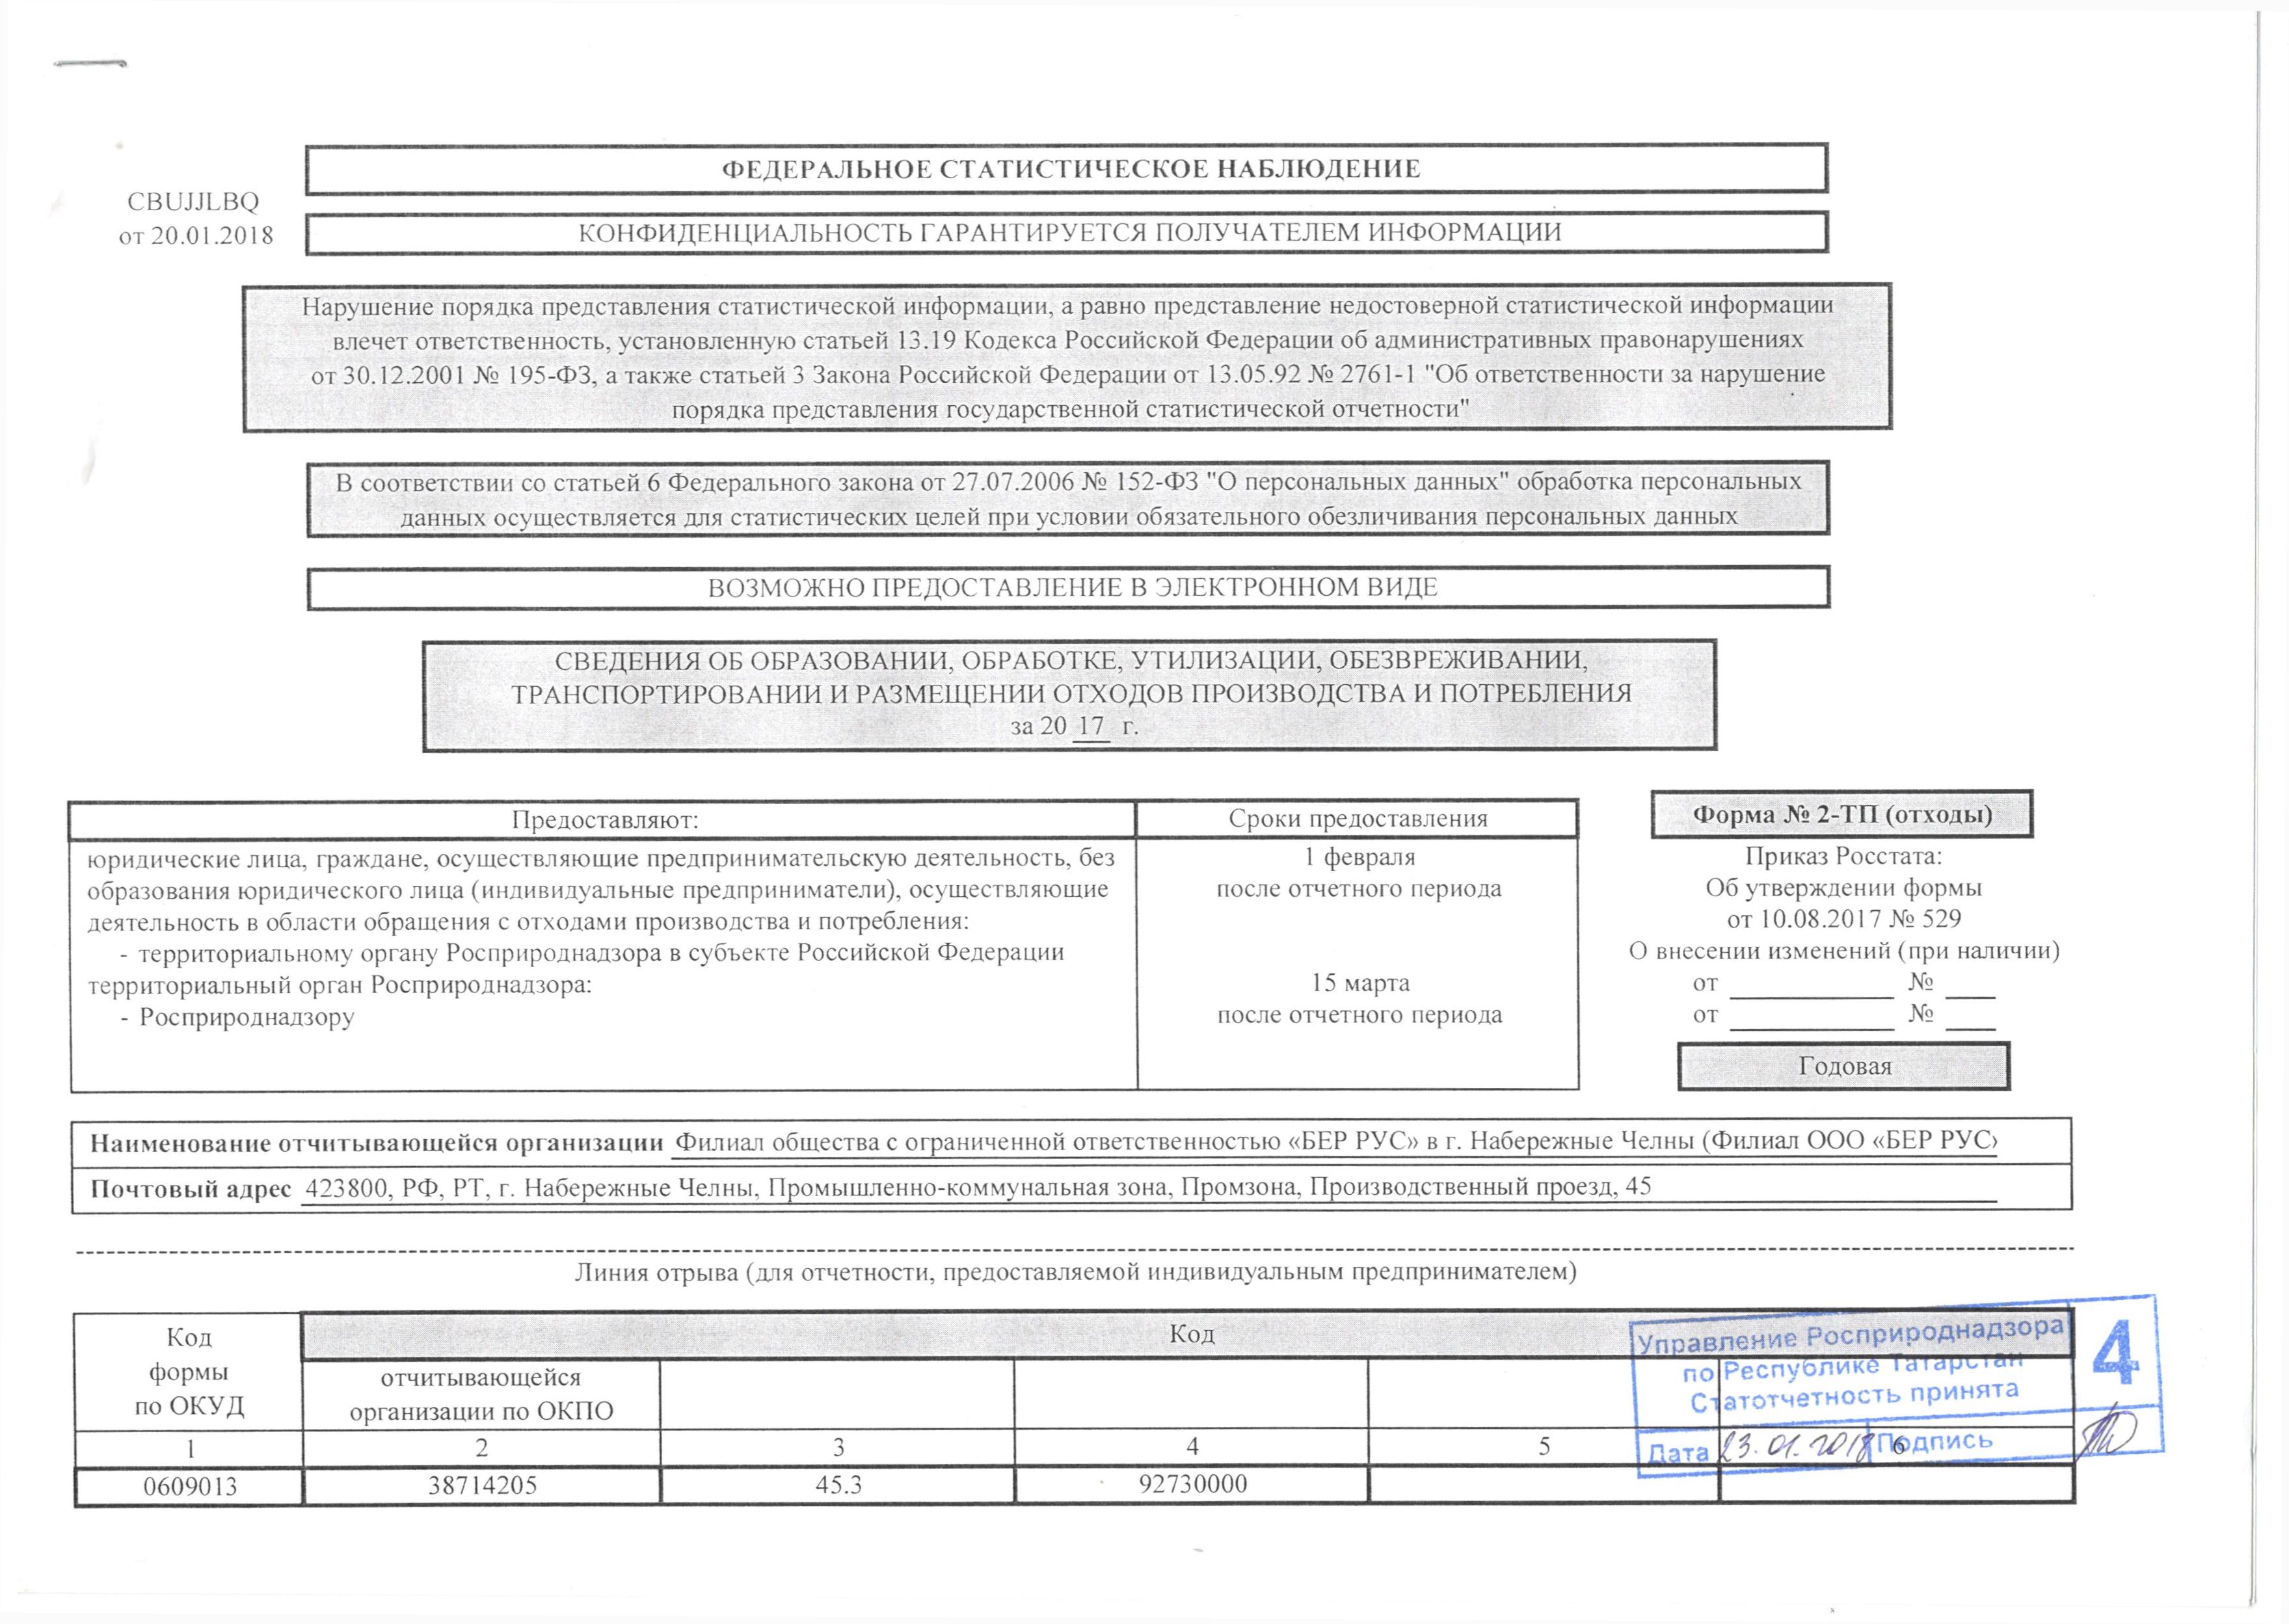 CBUJJLBQ
от 20.01.2018
ФЕДЕРАЛЬНОЕ СТАТИСТИЧЕСКОЕ НАБЛЮДЕНИЕ
КОНФИДЕНЦИАЛЬНОСТЬ ГАРАНТИРУЕТСЯ ПОЛУЧАТЕЛЕМ ИНФОРМАЦИИ
Нарушение порядка представления статистической информации, а равно представление недостоверной статистической информации
влечет ответственность, установленную статьей 13.19 Кодекса Российской Федерации об административных правонарушениях
от 30.12.2001 № 195-ФЗ, а также статьей 3 Закона Российской Федерации от 13.05.92 № 2761-1 "Об ответственности за нарушение
порядка представления государственной статистической отчетности"
В соответствии со статьей 6 Федерального закона от 27.07.2006 № 152-ФЗ "О персональных данных" обработка персональных
данных осуществляется для статистических целей при условии обязательного обезличивания персональных данных
ВОЗМОЖНО ПРЕДОСТАВЛЕНИЕ В ЭЛЕКТРОННОМ ВИДЕ
СВЕДЕНИЯ ОБ ОБРАЗОВАНИИ, ОБРАБОТКЕ, УТИЛИЗАЦИИ, ОБЕЗВРЕЖИВАНИИ,
ТРАНСПОРТИРОВАНИИ И РАЗМЕЩЕНИИ ОТХОДОВ ПРОИЗВОДСТВА И ПОТРЕБЛЕНИЯ
за 20 17 г.
Предоставляют:
Сроки предоставления
юридические лица, граждане, осуществляющие предпринимательскую деятельность, без
образования юридического лица (индивидуальные предприниматели), осуществляющие
деятельность в области обращения с отходами производства и потребления:
- территориальному органу Росприроднадзора в субъекте Российской Федерации
территориальный орган Росприроднадзора:
- Росприроднадзору
1 февраля
после отчетного периода
15 марта
после отчетного периода
Форма № 2-ТП (отходы)
Приказ Росстата:
Об утверждении формы
от 10.08.2017 № 529
О внесении изменений (при наличии)
от №
от №
Годовая
Наименование отчитывающейся организации Филиал общества с ограниченной ответственностью «БЕР РУС» в г. Набережные Челны (Филиал ООО «БЕР РУС»
Почтовый адрес 423800, РФ, РТ, г. Набережные Челны, Промышленно-коммунальная зона, Промзона, Производственный проезд, 45
Линия отрыва (для отчетности, предоставляемой индивидуальным предпринимателем)
Код
формы
по ОКУД
Код
отчитывающейся
организации по ОКПО
1 2 3 4 5 6
0609013 38714205 45.3 92730000
Управление Росприроднадзора
по Республике Татарстан
Статотчетность принята
4
Дата 23.01.2018 Подпись